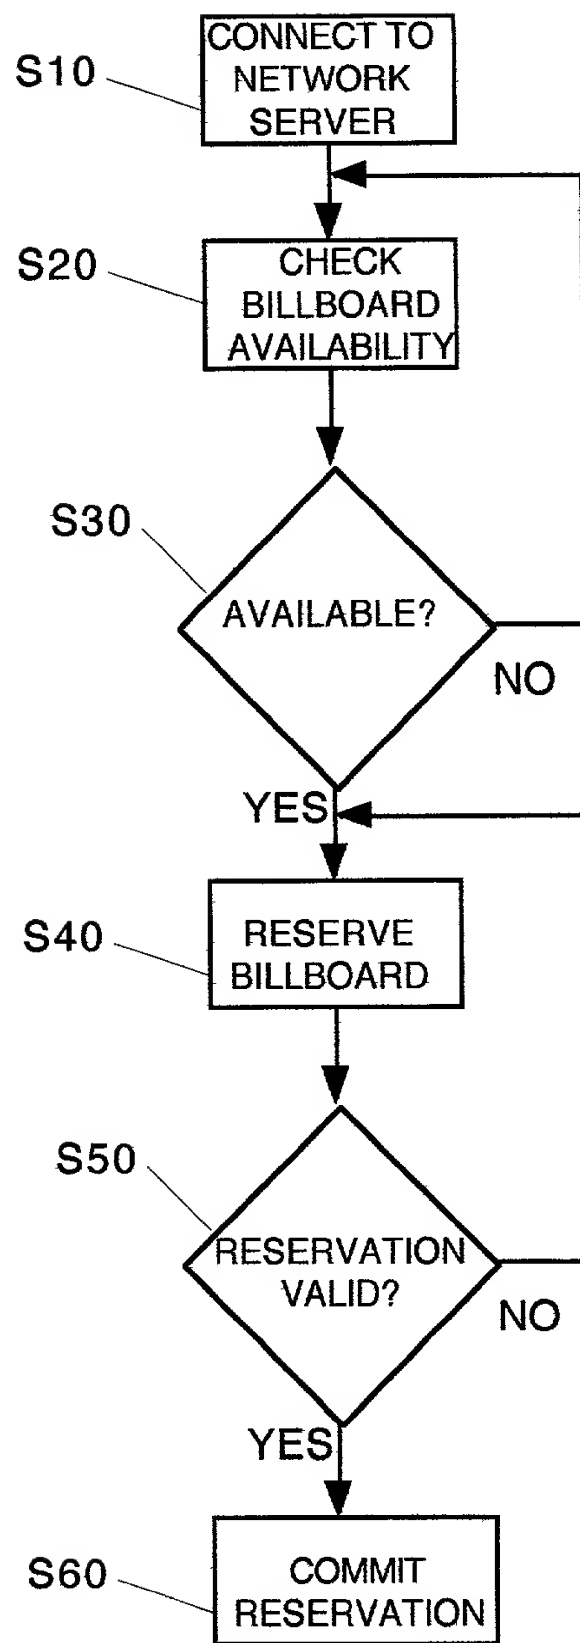 S10
CONNECT TO
NETWORK
SERVER
S20
CHECK
BILLBOARD
AVAILABILITY
S30
AVAILABLE?
NO
YES
S40
RESERVE
BILLBOARD
S50
RESERVATION
VALID?
NO
YES
S60
COMMIT
RESERVATION